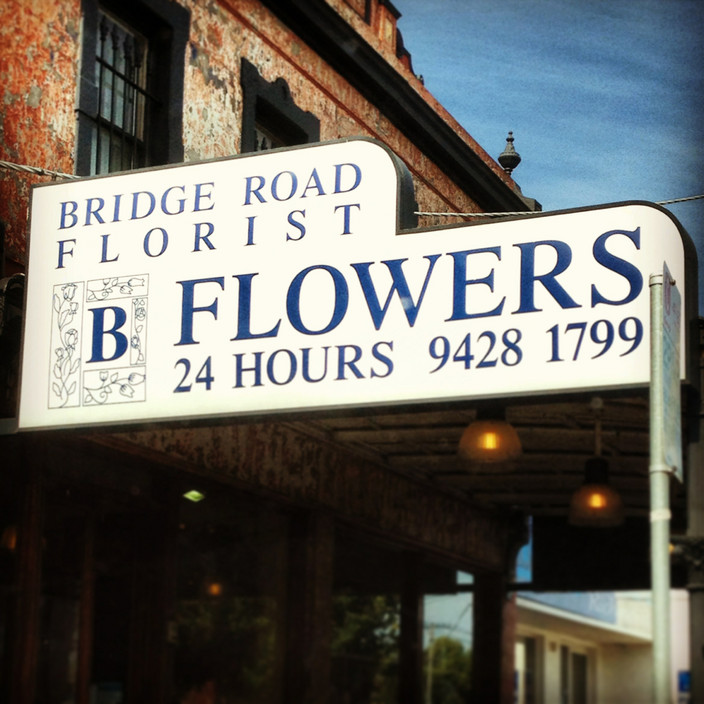 BRIDGE ROAD
FLORIST
B
FLOWERS
24 HOURS 9428 1799